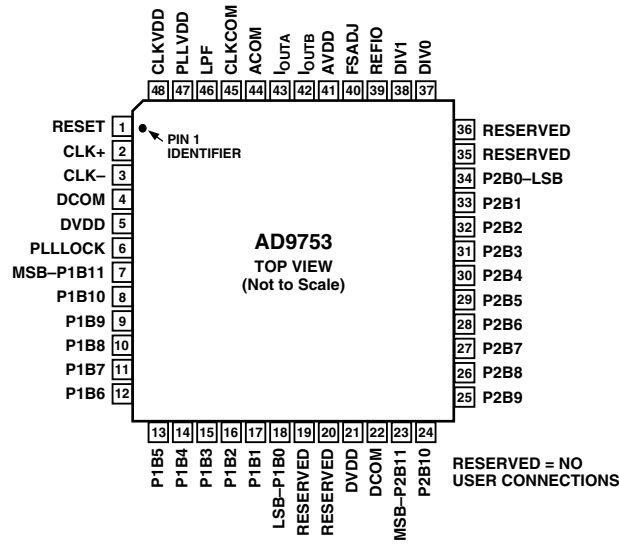 CLKVDD
PLLVDD
LPF
CLKCOM
ACOM
IOUTA
IOUTB
AVDD
FSADJ
REFIO
DIV1
DIV0
48 47 46 45 44 43 42 41 40 39 38 37
RESET 1
CLK+ 2
CLK– 3
DCOM 4
DVDD 5
PLLLOCK 6
MSB–P1B11 7
P1B10 8
P1B9 9
P1B8 10
P1B7 11
P1B6 12
PIN 1
IDENTIFIER
AD9753
TOP VIEW
(Not to Scale)
36 RESERVED
35 RESERVED
34 P2B0–LSB
33 P2B1
32 P2B2
31 P2B3
30 P2B4
29 P2B5
28 P2B6
27 P2B7
26 P2B8
25 P2B9
13 14 15 16 17 18 19 20 21 22 23 24
P1B5
P1B4
P1B3
P1B2
P1B1
LSB–P1B0
RESERVED
RESERVED
DVDD
DCOM
MSB–P2B11
P2B10
RESERVED = NO
USER CONNECTIONS